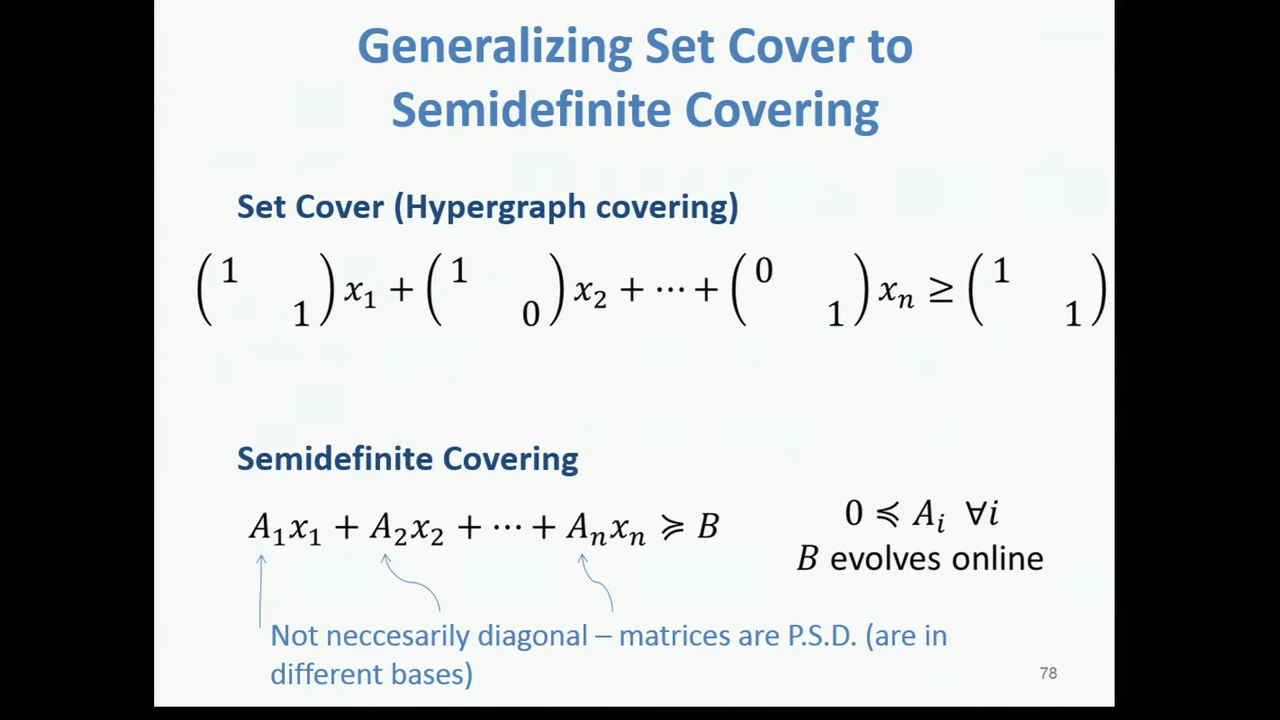 Generalizing Set Cover to
Semidefinite Covering
Set Cover (Hypergraph covering)
(1 1) x₁ + (1 0) x₂ + ⋯ + (0 1) xₙ ≥ (1 1)
Semidefinite Covering
A₁x₁ + A₂x₂ + ⋯ + Aₙxₙ ≽ B
0 ≼ Aᵢ ∀i
B evolves online
Not neccesarily diagonal – matrices are P.S.D. (are in
different bases)
78